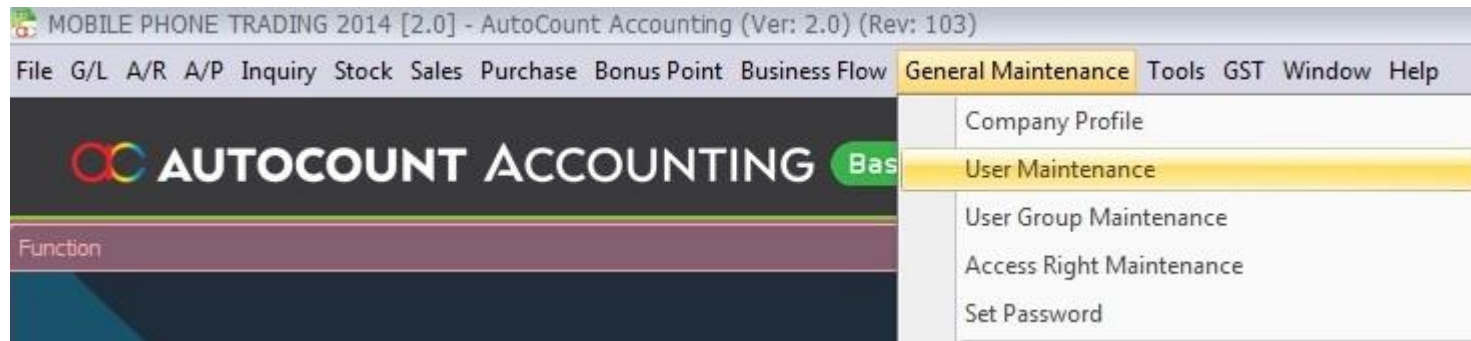 MOBILE PHONE TRADING 2014 [2.0] - AutoCount Accounting (Ver: 2.0) (Rev: 103)
File G/L A/R A/P Inquiry Stock Sales Purchase Bonus Point Business Flow General Maintenance Tools GST Window Help
Company Profile
AUTOCOUNT ACCOUNTING Bas
User Maintenance
User Group Maintenance
Function
Access Right Maintenance
Set Password